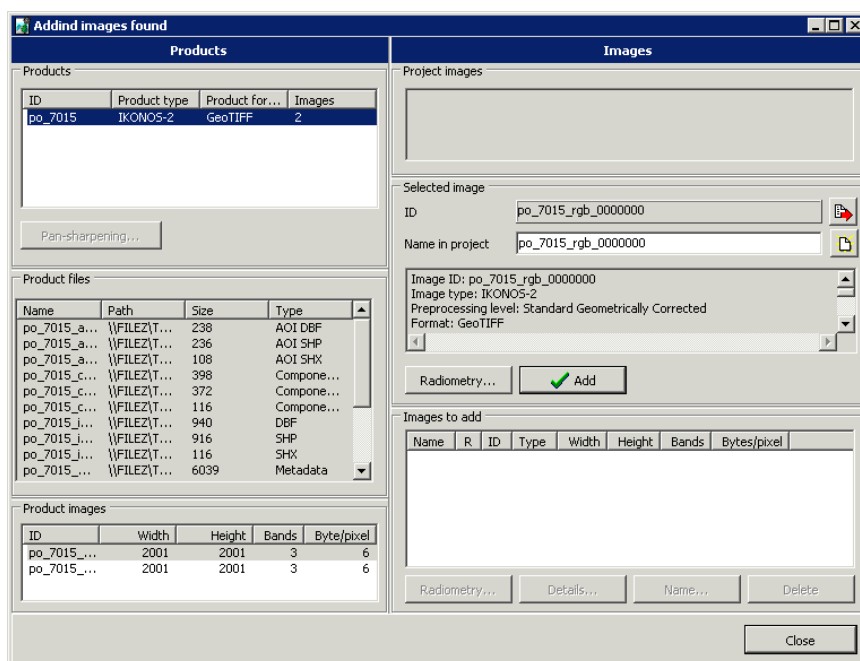 Addind images found
Products
Images
Products
ID Product type Product for... Images
po_7015 IKONOS-2 GeoTIFF 2
Pan-sharpening...
Product files
Name Path Size Type
po_7015_a... \\FILEZ\T... 238 AOI DBF
po_7015_a... \\FILEZ\T... 236 AOI SHP
po_7015_a... \\FILEZ\T... 108 AOI SHX
po_7015_c... \\FILEZ\T... 398 Compone...
po_7015_c... \\FILEZ\T... 372 Compone...
po_7015_c... \\FILEZ\T... 116 Compone...
po_7015_i... \\FILEZ\T... 940 DBF
po_7015_i... \\FILEZ\T... 916 SHP
po_7015_i... \\FILEZ\T... 116 SHX
po_7015_... \\FILEZ\T... 6039 Metadata
Product images
ID Width Height Bands Byte/pixel
po_7015_... 2001 2001 3 6
po_7015_... 2001 2001 3 6
Project images
Selected image
ID po_7015_rgb_0000000
Name in project po_7015_rgb_0000000
Image ID: po_7015_rgb_0000000
Image type: IKONOS-2
Preprocessing level: Standard Geometrically Corrected
Format: GeoTIFF
Radiometry... Add
Images to add
Name R ID Type Width Height Bands Bytes/pixel
Radiometry... Details... Name... Delete
Close